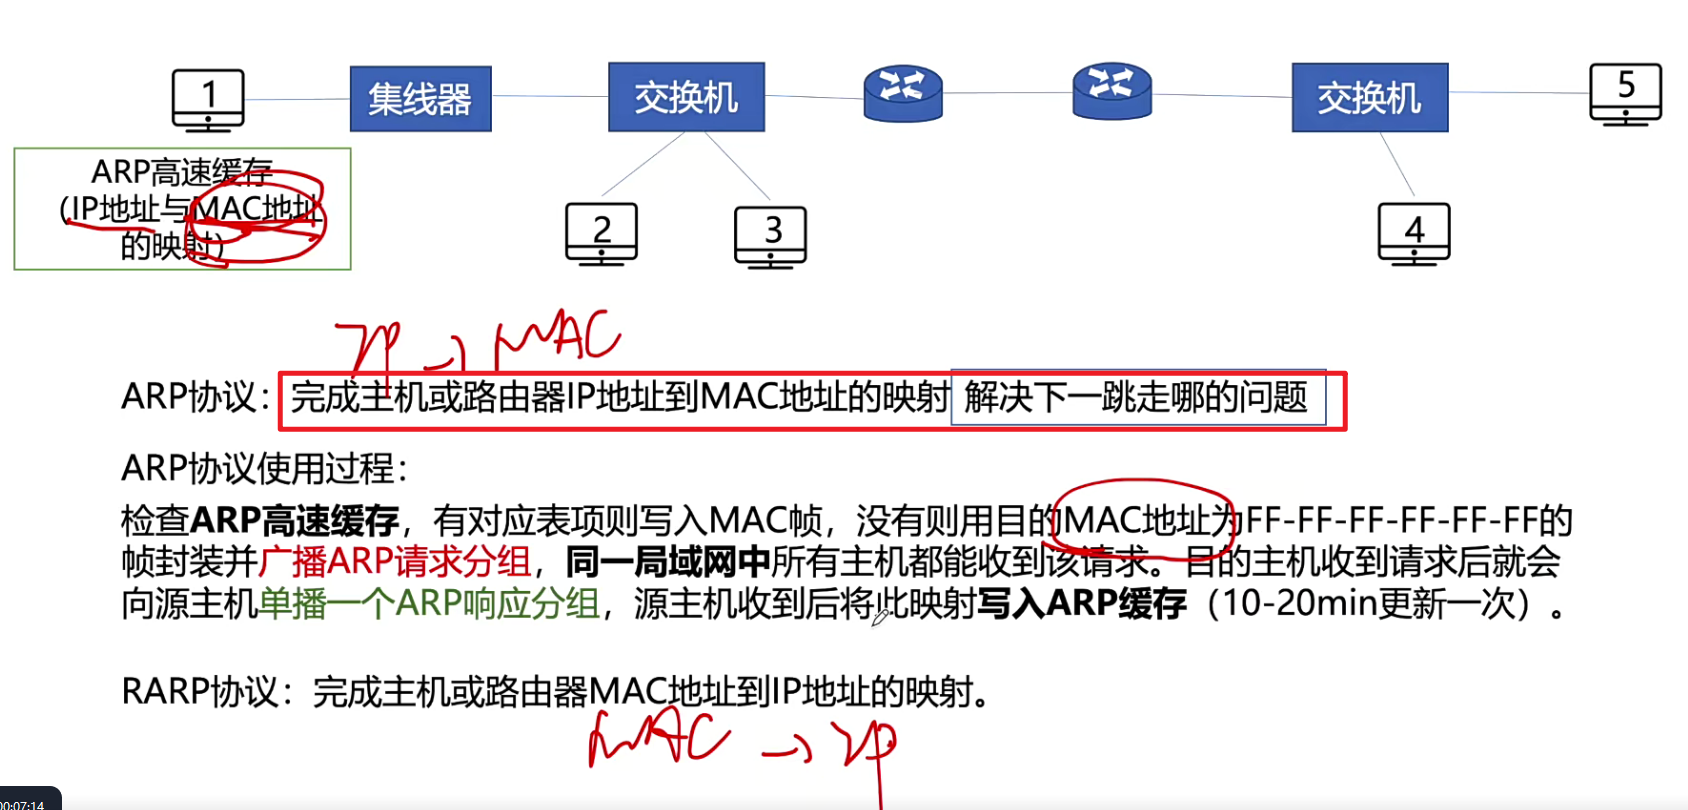 1
集线器
交换机
交换机
5
ARP高速缓存
(IP地址与MAC地址
的映射)
2
3
4
IP → MAC
ARP协议：完成主机或路由器IP地址到MAC地址的映射 解决下一跳走哪的问题
ARP协议使用过程：
检查ARP高速缓存，有对应表项则写入MAC帧，没有则用目的MAC地址为FF-FF-FF-FF-FF-FF的
帧封装并广播ARP请求分组，同一局域网中所有主机都能收到该请求。目的主机收到请求后就会
向源主机单播一个ARP响应分组，源主机收到后将此映射写入ARP缓存（10-20min更新一次）。
RARP协议：完成主机或路由器MAC地址到IP地址的映射。
MAC → IP
00:07:14